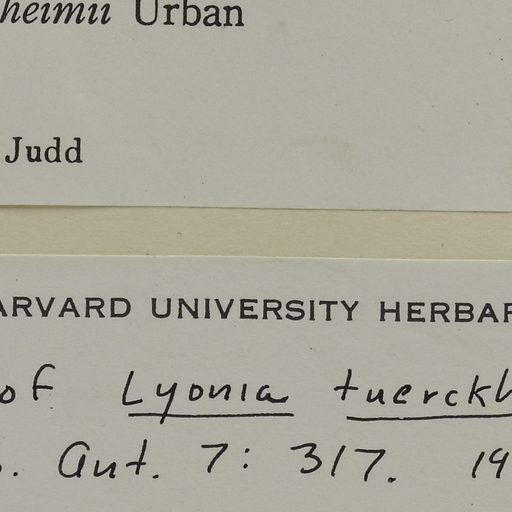 heimii Urban
Judd
ARVARD UNIVERSITY HERBAR
of Lyonia tuerckh
. Ant. 7: 317. 19